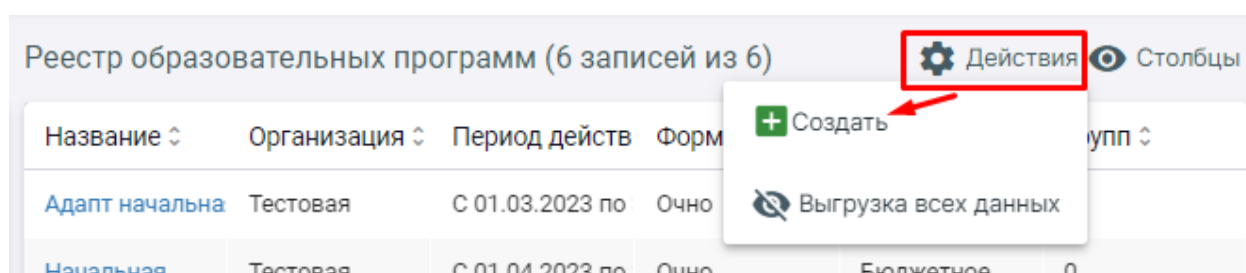 Реестр образовательных программ (6 записей из 6) Действия Столбцы
Название Организация Период действ Форм упп
Создать
Адапт начальна Тестовая С 01.03.2023 по Очно
Выгрузка всех данных
Начальная Тестовая С 01.04.2023 по Очно Бюджетное 0